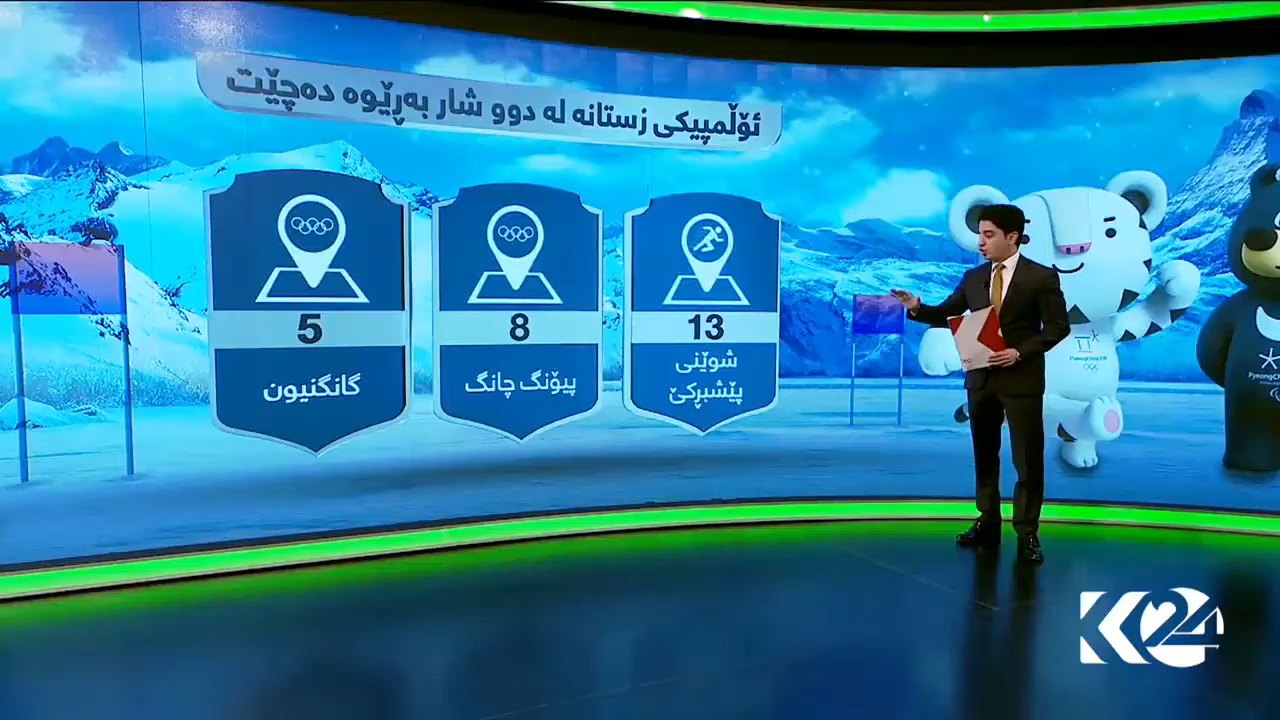 ئۆڵمپیکی زستانە لە دوو شار بەڕێوە دەچێت
13
شوێنی
پێشبڕکێ
8
پیۆنگ چانگ
5
گانگنیون
K24